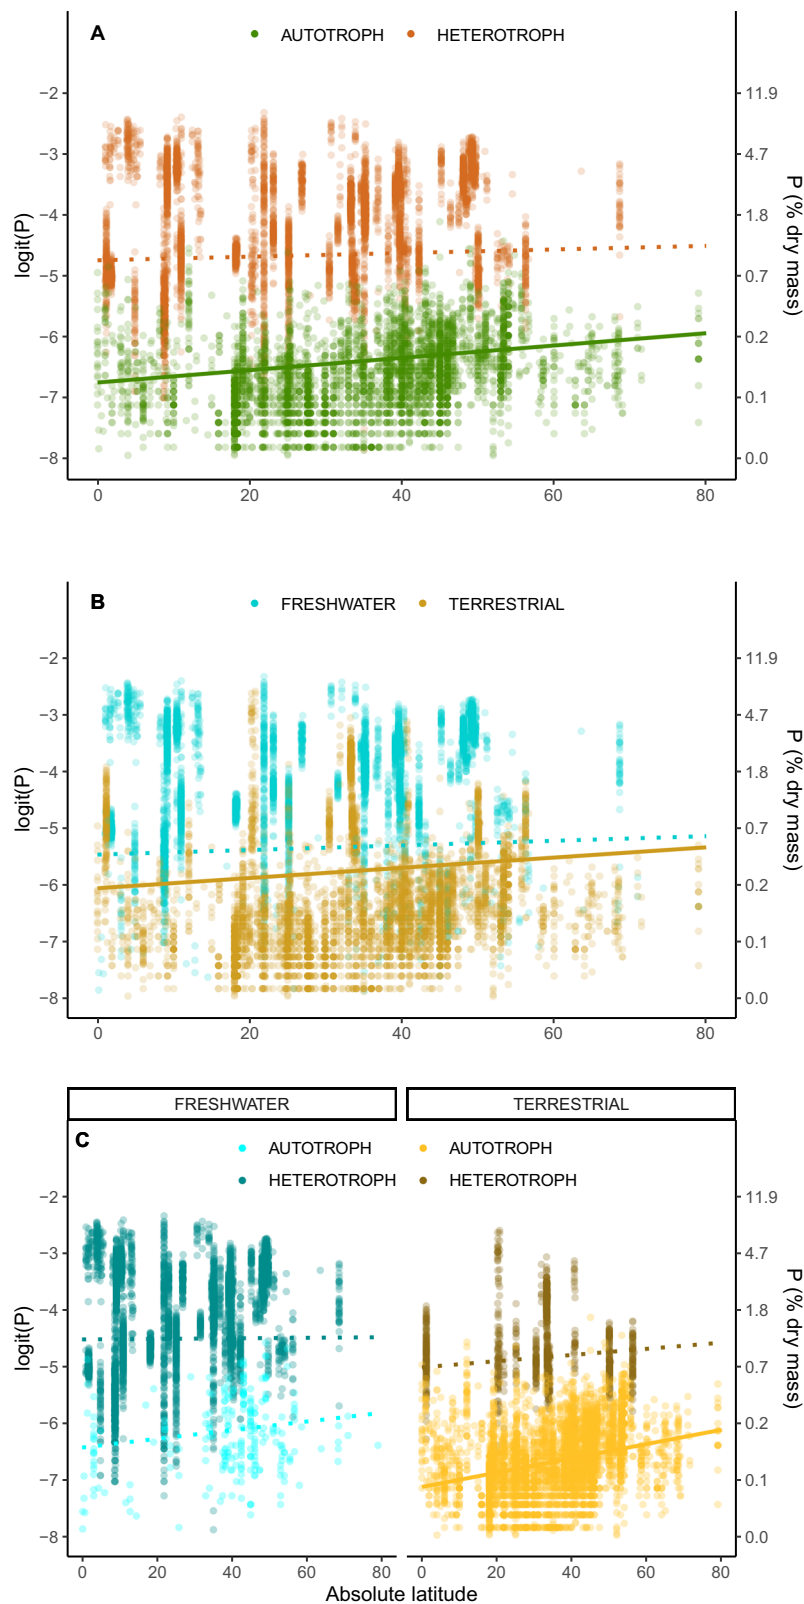 A
AUTOTROPH HETEROTROPH
−2 11.9
−3 4.7
−4 1.8
−5 0.7
−6 0.2
−7 0.1
−8 0.0
logit(P)
P (% dry mass)
0 20 40 60 80
B
FRESHWATER TERRESTRIAL
−2 11.9
−3 4.7
−4 1.8
−5 0.7
−6 0.2
−7 0.1
−8 0.0
logit(P)
P (% dry mass)
0 20 40 60 80
FRESHWATER TERRESTRIAL
C
AUTOTROPH AUTOTROPH
HETEROTROPH HETEROTROPH
−2 11.9
−3 4.7
−4 1.8
−5 0.7
−6 0.2
−7 0.1
−8 0.0
logit(P)
P (% dry mass)
0 20 40 60 80 0 20 40 60 80
Absolute latitude